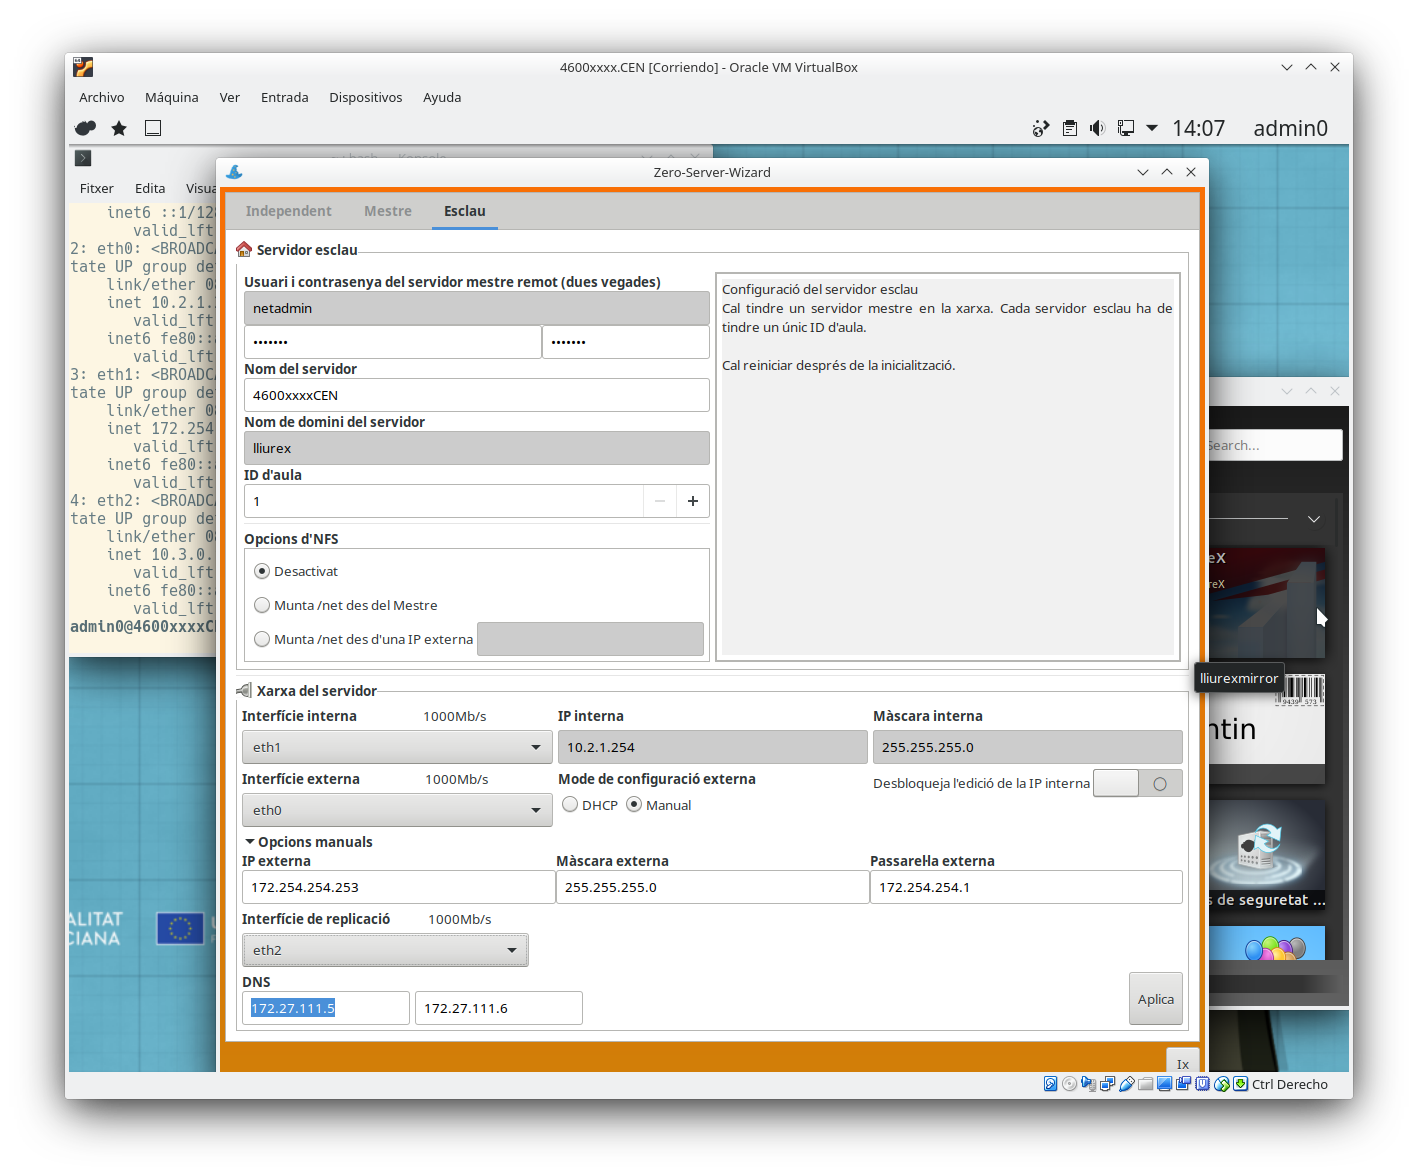 4600xxxx.CEN [Corriendo] - Oracle VM VirtualBox
Archivo Máquina Ver Entrada Dispositivos Ayuda
14:07 admin0
Zero-Server-Wizard
Fitxer Edita Visua
inet6 ::1/128
valid_lft
2: eth0: <BROADCA
tate UP group de
link/ether 08
inet 10.2.1.
valid_lft
inet6 fe80::
valid_lft
3: eth1: <BROADCA
tate UP group de
link/ether 08
inet 172.254
valid_lft
inet6 fe80::
valid_lft
4: eth2: <BROADCA
tate UP group de
link/ether 08
inet 10.3.0.
valid_lft
inet6 fe80::
valid_lft
admin0@4600xxxxC
Independent Mestre Esclau
Servidor esclau
Usuari i contrasenya del servidor mestre remot (dues vegades)
netadmin
••••••• •••••••
Nom del servidor
4600xxxxCEN
Nom de domini del servidor
lliurex
ID d'aula
1
Opcions d'NFS
Desactivat
Munta /net des del Mestre
Munta /net des d'una IP externa
Configuració del servidor esclau
Cal tindre un servidor mestre en la xarxa. Cada servidor esclau ha de
tindre un únic ID d'aula.
Cal reiniciar després de la inicialització.
Xarxa del servidor
Interfície interna 1000Mb/s IP interna Màscara interna
eth1 10.2.1.254 255.255.255.0
Interfície externa 1000Mb/s Mode de configuració externa Desbloqueja l'edició de la IP interna
eth0 DHCP Manual
Opcions manuals
IP externa Màscara externa Passarel·la externa
172.254.254.253 255.255.255.0 172.254.254.1
Interfície de replicació 1000Mb/s
eth2
DNS
172.27.111.5 172.27.111.6
Aplica
Ix
Search...
eX
reX
lliurexmirror
9439 573
ntin
s de seguretat ...
ALITAT
CIANA
Ctrl Derecho